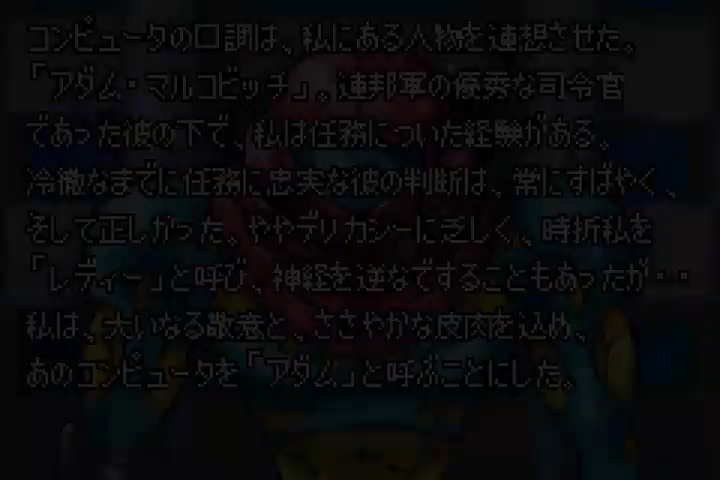 コンピュータの口調は、私にある人物を連想させた。
「アダム・マルコビッチ」。連邦軍の優秀な司令官
であった彼の下で、私は任務についた経験がある。
冷徹なまでに任務に忠実な彼の判断は、常にすばやく、
そして正しかった。ややデリカシーに乏しく、時折私を
「レディー」と呼び、神経を逆なですることもあったが・・
私は、大いなる敬意と、ささやかな皮肉を込め、
あのコンピュータを「アダム」と呼ぶことにした。